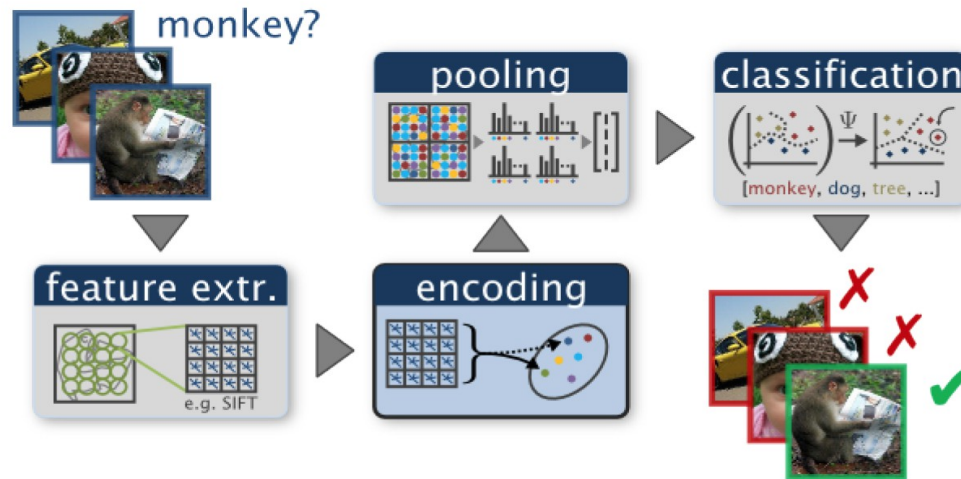 monkey?
feature extr.
e.g. SIFT
encoding
pooling
classification
Ψ
[monkey, dog, tree, ...]